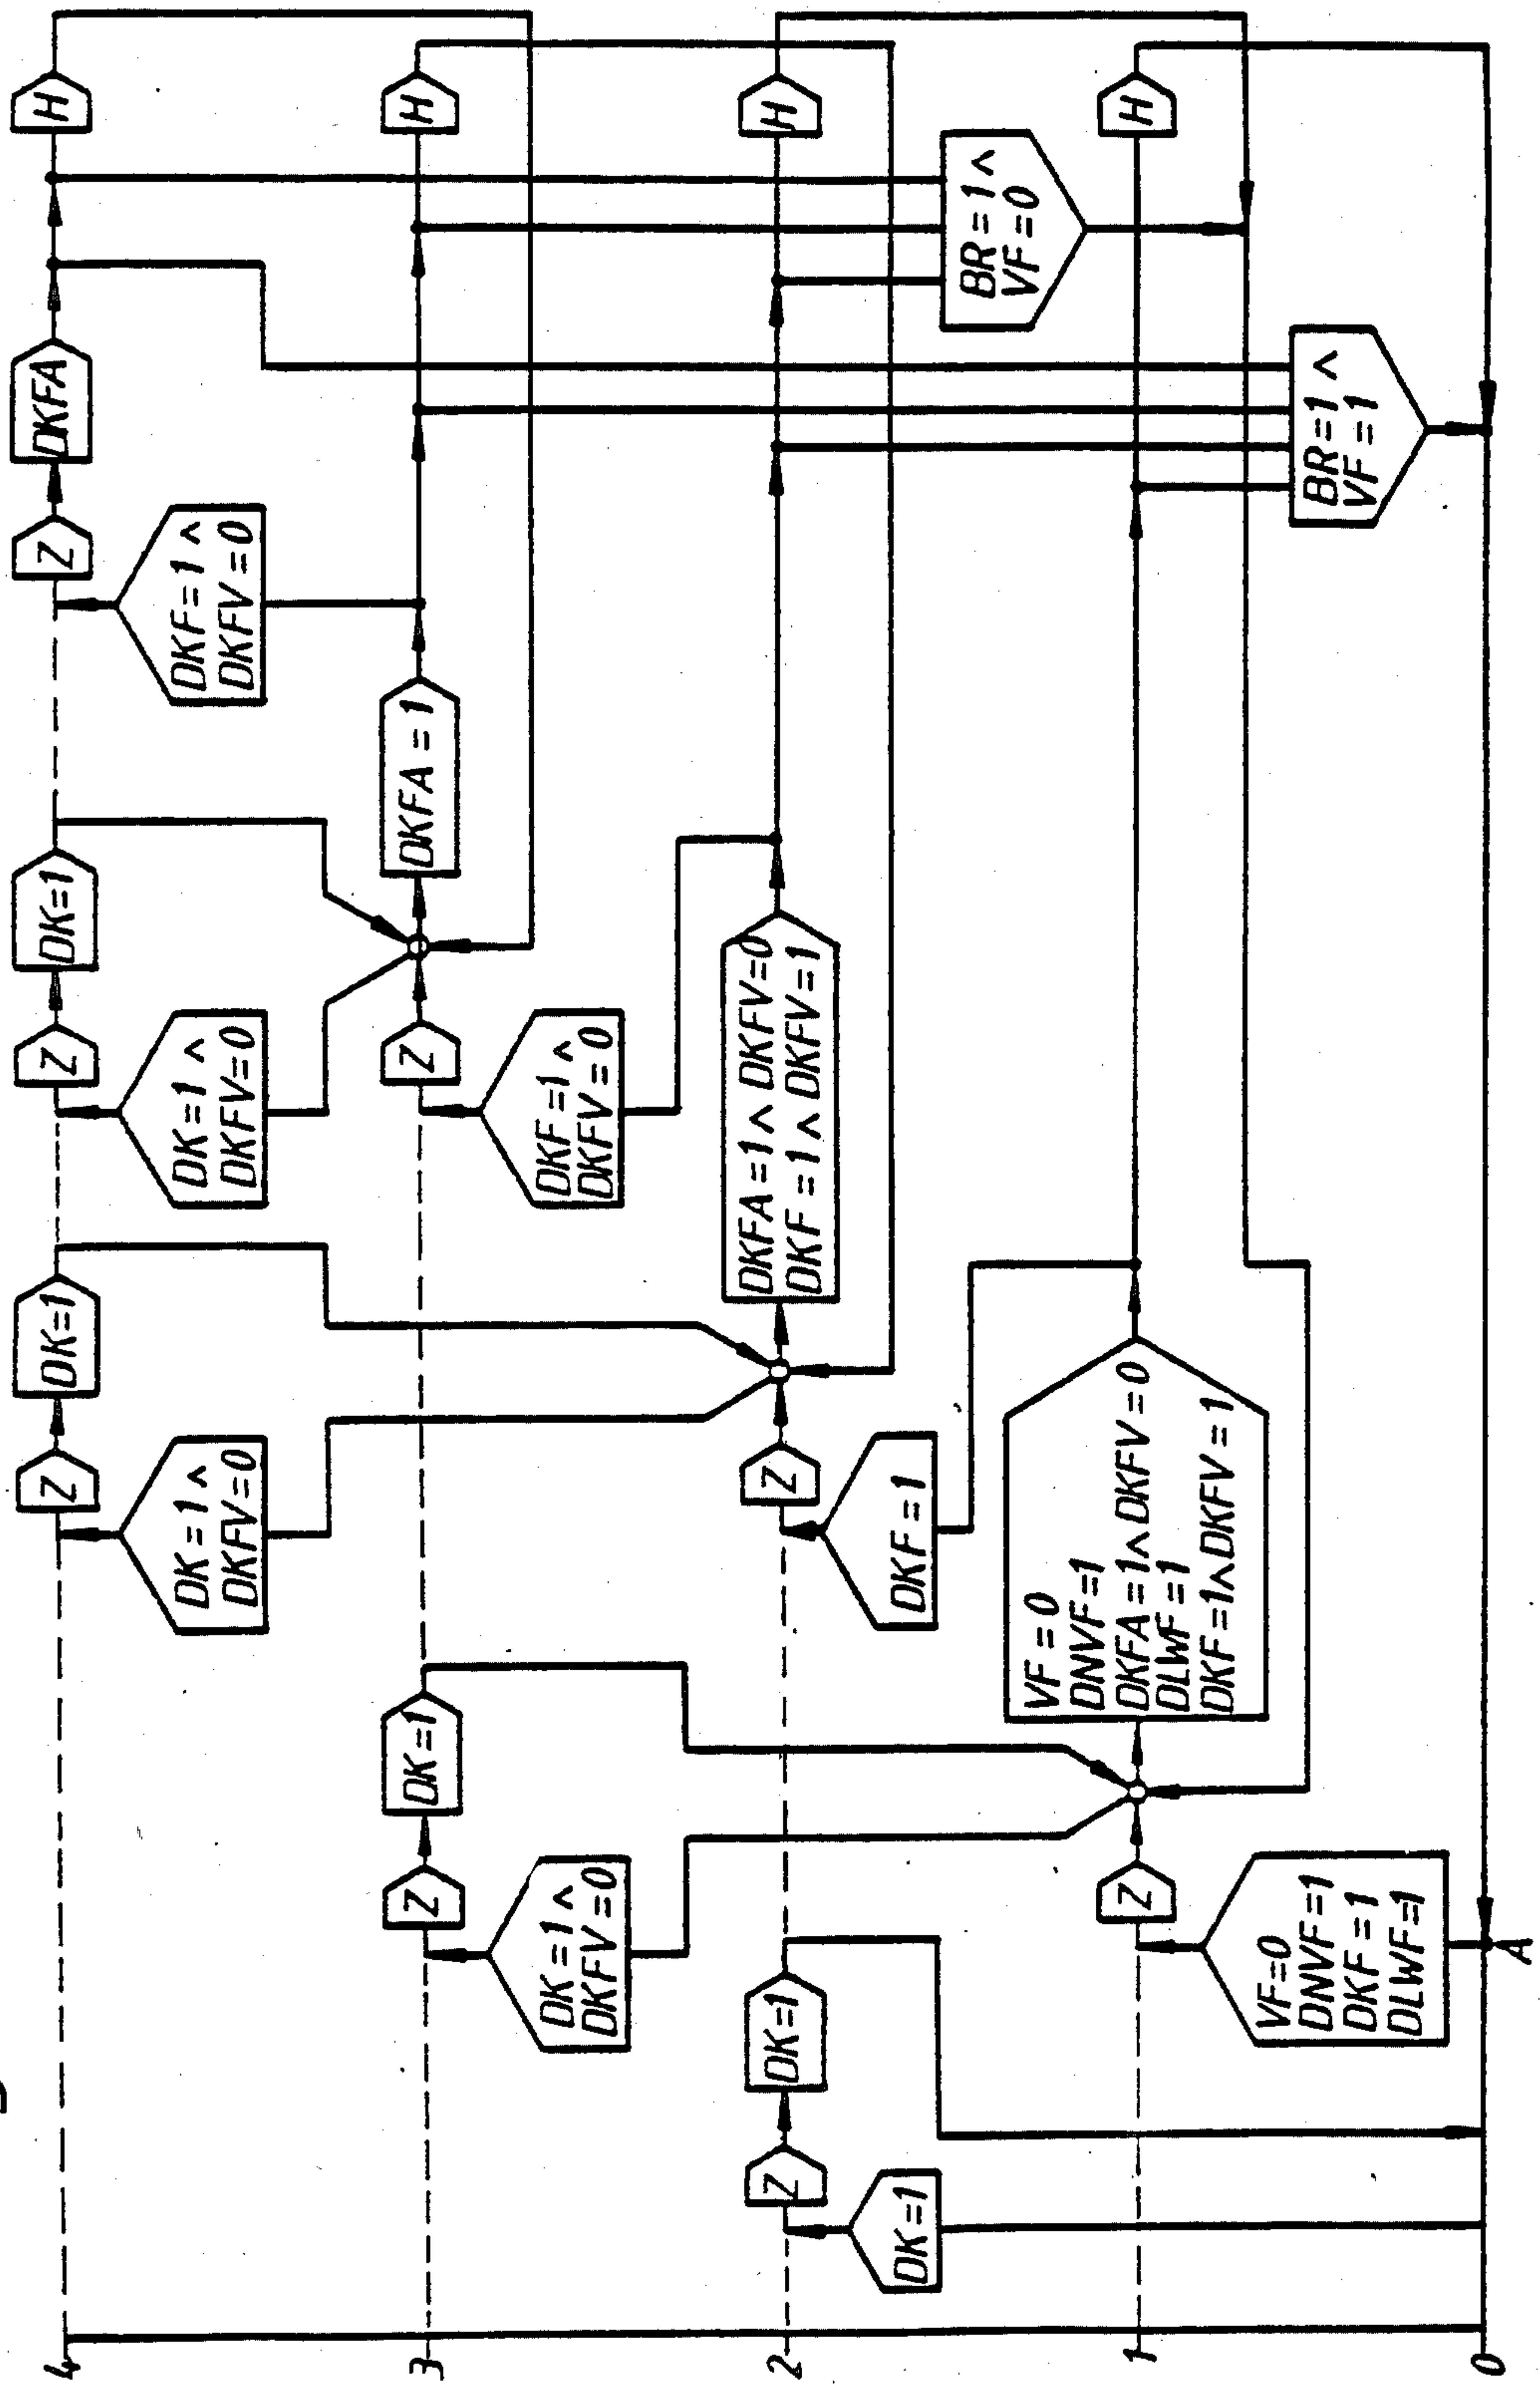 4
Z
DK=1
DK=1 ∧
DKFV=0
Z
DK=1
DK=1 ∧
DKFV=0
Z
DKFA
DKF=1 ∧
DKFV=0
H
3
Z
DK=1
DK=1 ∧
DKFV=0
Z
DKFA=1
DKF=1 ∧
DKFV=0
H
2
Z
DK=1
DK=1
Z
DKFA=1 ∧ DKFV=0
DKF=1 ∧ DKFV=1
DKF=1
H
BR=1 ∧
VF=0
1
Z
VF=0
DNVF=1
DKFA=1 ∧ DKFV=0
DLWF=1
DKF=1 ∧ DKFV=1
H
VF=0
DNVF=1
DKF=1
DLWF=1
BR=1 ∧
VF=1
0
A